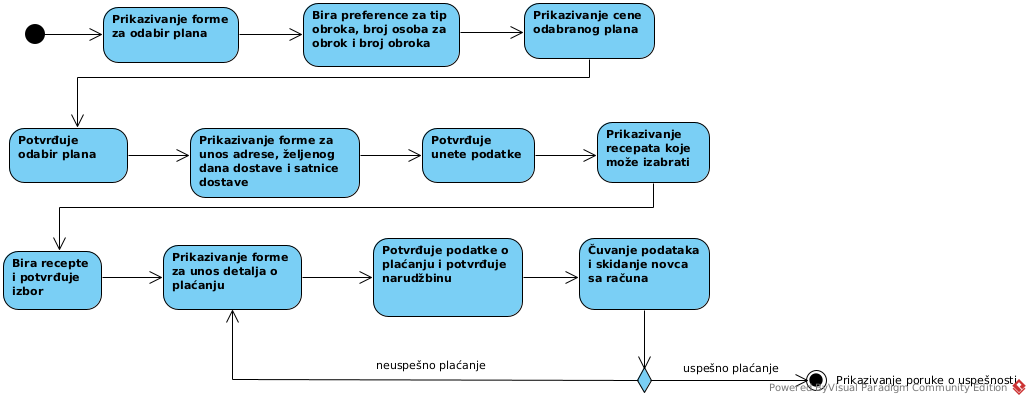 Prikazivanje forme
za odabir plana
Bira preference za tip
obroka, broj osoba za
obrok i broj obroka
Prikazivanje cene
odabranog plana
Potvrđuje
odabir plana
Prikazivanje forme za
unos adrese, željenog
dana dostave i satnice
dostave
Potvrđuje
unete podatke
Prikazivanje
recepata koje
može izabrati
Bira recepte
i potvrđuje
izbor
Prikazivanje forme
za unos detalja o
plaćanju
Potvrđuje podatke o
plaćanju i potvrđuje
narudžbinu
Čuvanje podataka
i skidanje novca
sa računa
neuspešno plaćanje
uspešno plaćanje
Prikazivanje poruke o uspešnosti
Powered By Visual Paradigm Community Edition